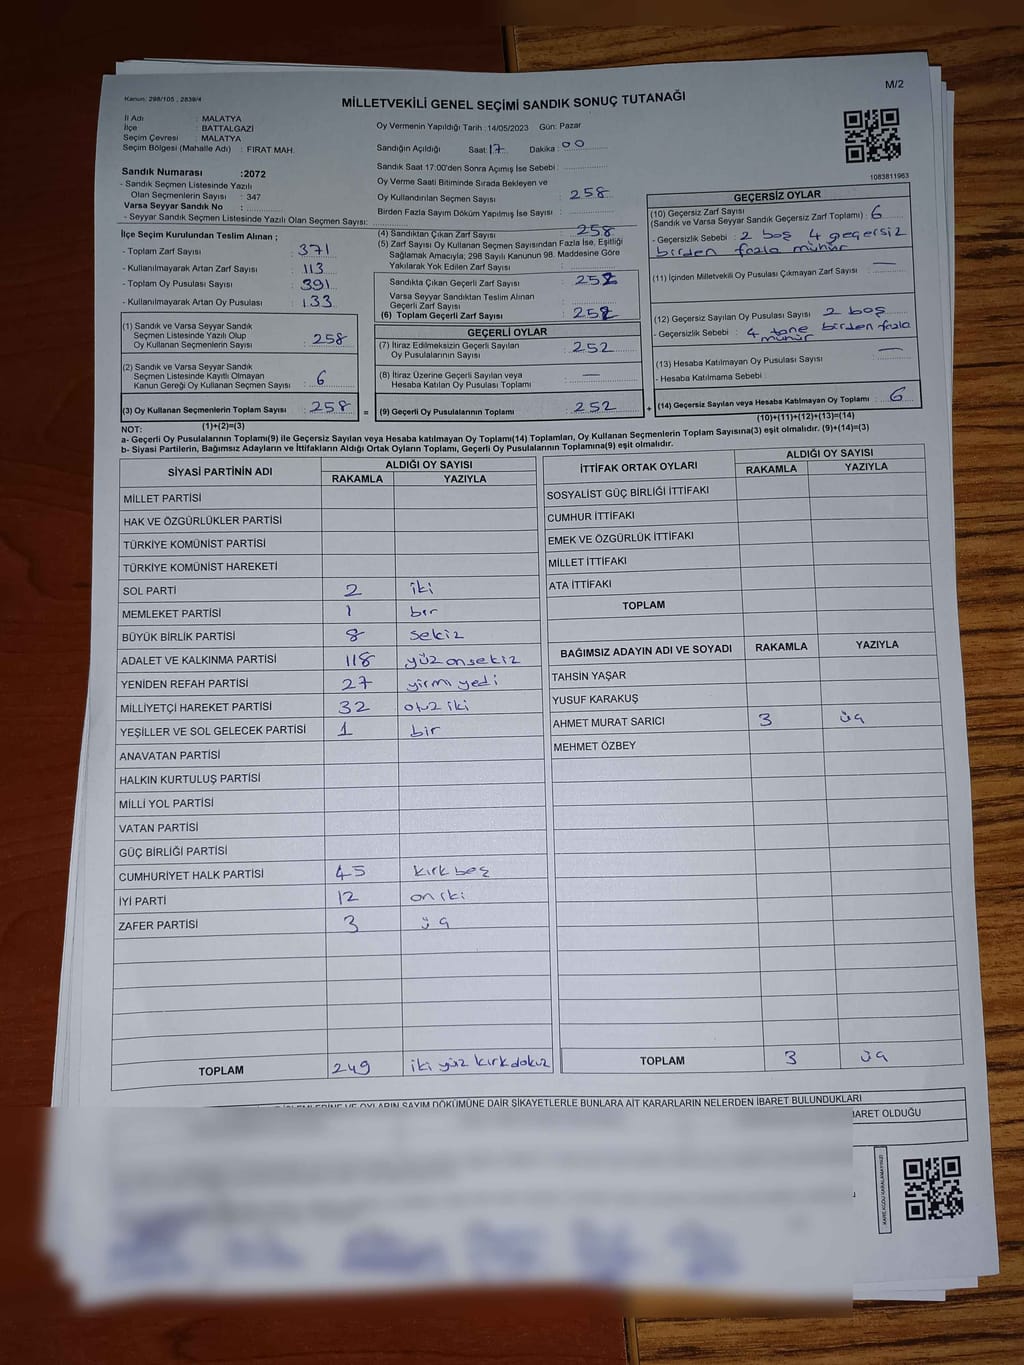 M/2
Kanun: 298/105 , 2839/4
MİLLETVEKİLİ GENEL SEÇİMİ SANDIK SONUÇ TUTANAĞI
İl Adı : MALATYA
İlçe : BATTALGAZİ
Seçim Çevresi : MALATYA
Seçim Bölgesi (Mahalle Adı) : FIRAT MAH.
Sandık Numarası :2072
- Sandık Seçmen Listesinde Yazılı
Olan Seçmenlerin Sayısı : 347
Varsa Seyyar Sandık No :
- Seyyar Sandık Seçmen Listesinde Yazılı Olan Seçmen Sayısı:
Oy Vermenin Yapıldığı Tarih :14/05/2023 Gün: Pazar
Sandığın Açıldığı Saat: 17 Dakika : 00
Sandık Saat 17:00'den Sonra Açımış İse Sebebi :
Oy Verme Saati Bitiminde Sırada Bekleyen ve
Oy Kullandırılan Seçmen Sayısı : 258
Birden Fazla Sayım Döküm Yapılmış İse Sayısı :
1083811963
İlçe Seçim Kurulundan Teslim Alınan ;
- Toplam Zarf Sayısı : 371
- Kullanılmayarak Artan Zarf Sayısı : 113
- Toplam Oy Pusulası Sayısı : 391
- Kullanılmayarak Artan Oy Pusulası : 133
(1) Sandık ve Varsa Seyyar Sandık
Seçmen Listesinde Yazılı Olup
Oy Kullanan Seçmenlerin Sayısı : 258
(2) Sandık ve Varsa Seyyar Sandık
Seçmen Listesinde Kayıtlı Olmayan
Kanun Gereği Oy Kullanan Seçmen Sayısı : 6
(3) Oy Kullanan Seçmenlerin Toplam Sayısı : 258
(1)+(2)=(3)
(4) Sandıktan Çıkan Zarf Sayısı : 258
(5) Zarf Sayısı Oy Kullanan Seçmen Sayısından Fazla İse, Eşitliği
Sağlamak Amacıyla; 298 Sayılı Kanunun 98. Maddesine Göre
Yakılarak Yok Edilen Zarf Sayısı :
Sandıkta Çıkan Geçerli Zarf Sayısı : 252
Varsa Seyyar Sandıktan Teslim Alınan
Geçerli Zarf Sayısı :
(6) Toplam Geçerli Zarf Sayısı : 252
GEÇERLİ OYLAR
(7) İtiraz Edilmeksizin Geçerli Sayılan
Oy Pusulalarının Sayısı : 252
(8) İtiraz Üzerine Geçerli Sayılan veya
Hesaba Katılan Oy Pusulası Toplamı : —
= (9) Geçerli Oy Pusulalarının Toplamı : 252
GEÇERSİZ OYLAR
(10) Geçersiz Zarf Sayısı
(Sandık ve Varsa Seyyar Sandık Geçersiz Zarf Toplamı) : 6
- Geçersizlik Sebebi : 2 boş 4 geçersiz
birden fazla mühür
(11) İçinden Milletvekili Oy Pusulası Çıkmayan Zarf Sayısı : —
(12) Geçersiz Sayılan Oy Pusulası Sayısı : 2 boş
- Geçersizlik Sebebi : 4 tane birden fazla
mühür
(13) Hesaba Katılmayan Oy Pusulası Sayısı : —
- Hesaba Katılmama Sebebi :
+ (14) Geçersiz Sayılan veya Hesaba Katılmayan Oy Toplamı : 6
(10)+(11)+(12)+(13)=(14)
NOT:
a- Geçerli Oy Pusulalarının Toplamı(9) ile Geçersiz Sayılan veya Hesaba katılmayan Oy Toplamı(14) Toplamları, Oy Kullanan Seçmenlerin Toplam Sayısına(3) eşit olmalıdır. (9)+(14)=(3)
b- Siyasi Partilerin, Bağımsız Adayların ve İttifakların Aldığı Ortak Oyların Toplamı, Geçerli Oy Pusulalarının Toplamına(9) eşit olmalıdır.
SİYASİ PARTİNİN ADI ALDIĞI OY SAYISI
RAKAMLA YAZIYLA
MİLLET PARTİSİ
HAK VE ÖZGÜRLÜKLER PARTİSİ
TÜRKİYE KOMÜNİST PARTİSİ
TÜRKİYE KOMÜNİST HAREKETİ
SOL PARTİ 2 iki
MEMLEKET PARTİSİ 1 bir
BÜYÜK BİRLİK PARTİSİ 8 sekiz
ADALET VE KALKINMA PARTİSİ 118 yüz onsekiz
YENİDEN REFAH PARTİSİ 27 yirmi yedi
MİLLİYETÇİ HAREKET PARTİSİ 32 otuz iki
YEŞİLLER VE SOL GELECEK PARTİSİ 1 bir
ANAVATAN PARTİSİ
HALKIN KURTULUŞ PARTİSİ
MİLLİ YOL PARTİSİ
VATAN PARTİSİ
GÜÇ BİRLİĞİ PARTİSİ
CUMHURİYET HALK PARTİSİ 45 kırk beş
İYİ PARTİ 12 on iki
ZAFER PARTİSİ 3 üç
TOPLAM 249 iki yüz kırk dokuz
İTTİFAK ORTAK OYLARI ALDIĞI OY SAYISI
RAKAMLA YAZIYLA
SOSYALİST GÜÇ BİRLİĞİ İTTİFAKI
CUMHUR İTTİFAKI
EMEK VE ÖZGÜRLÜK İTTİFAKI
MİLLET İTTİFAKI
ATA İTTİFAKI
TOPLAM
BAĞIMSIZ ADAYIN ADI VE SOYADI RAKAMLA YAZIYLA
TAHSİN YAŞAR
YUSUF KARAKUŞ
AHMET MURAT SARICI 3 üç
MEHMET ÖZBEY
TOPLAM 3 üç
İŞLEMLERİNE VE OYLARIN SAYIM DÖKÜMÜNE DAİR ŞİKAYETLERLE BUNLARA AİT KARARLARIN NELERDEN İBARET BULUNDUKLARI
BARET OLDUĞU